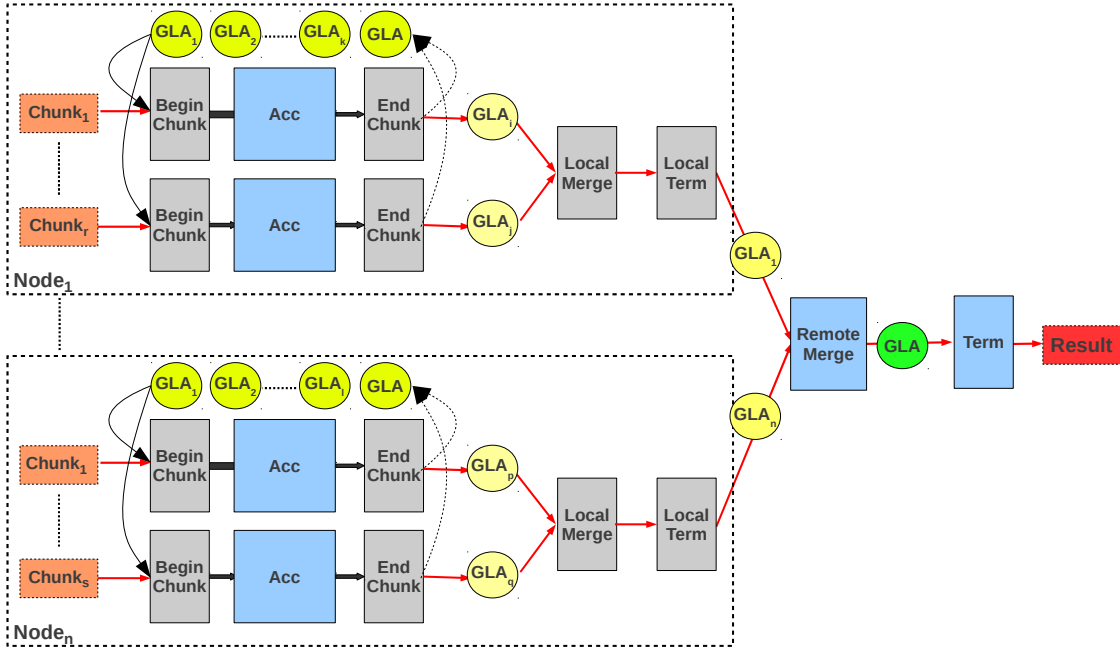 GLA1 GLA2 GLAk GLA
Chunk1
Begin
Chunk
Acc
End
Chunk
GLAi
Chunkr
Begin
Chunk
Acc
End
Chunk
GLAj
Local
Merge
Local
Term
Node1
GLA1
Remote
Merge
GLA
Term
Result
GLA1 GLA2 GLAl GLA
Chunk1
Begin
Chunk
Acc
End
Chunk
GLAp
Chunks
Begin
Chunk
Acc
End
Chunk
GLAq
Local
Merge
Local
Term
GLAn
Noden